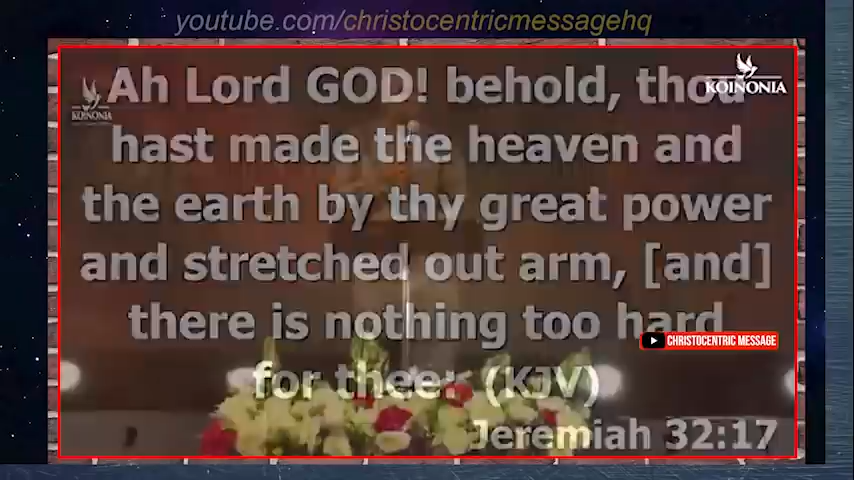 youtube.com/christocentricmessagehq
KOINONIA
KOINONIA
Ah Lord GOD! behold, thou
hast made the heaven and
the earth by thy great power
and stretched out arm, [and]
there is nothing too hard
CHRISTOCENTRIC MESSAGE
for thee: (KJV)
Jeremiah 32:17